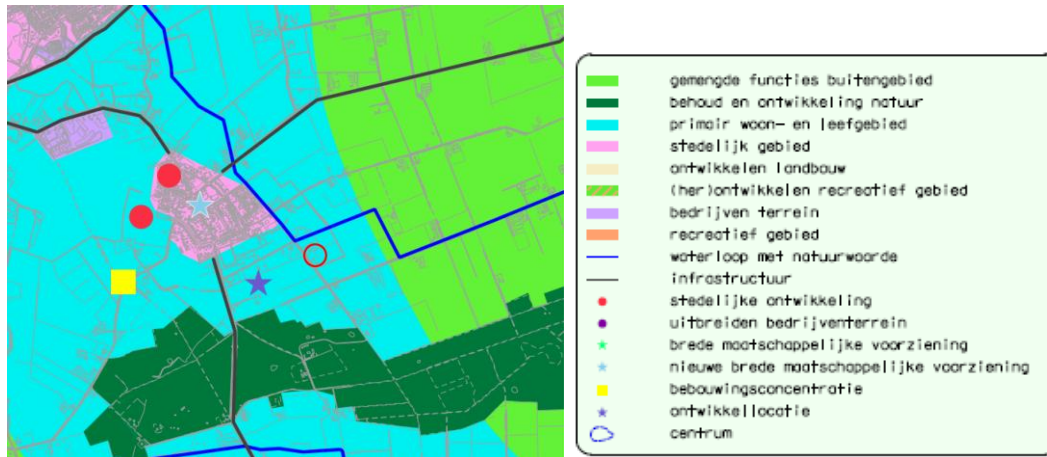 gemengde functies buitengebied
behoud en ontwikkeling natuur
primair woon- en leefgebied
stedelijk gebied
ontwikkelen landbouw
(her)ontwikkelen recreatief gebied
bedrijven terrein
recreatief gebied
waterloop met natuurwaarde
infrastructuur
stedelijke ontwikkeling
uitbreiden bedrijventerrein
brede maatschappelijke voorziening
nieuwe brede maatschappelijke voorziening
bebouwingsconcentratie
ontwikkellocatie
centrum